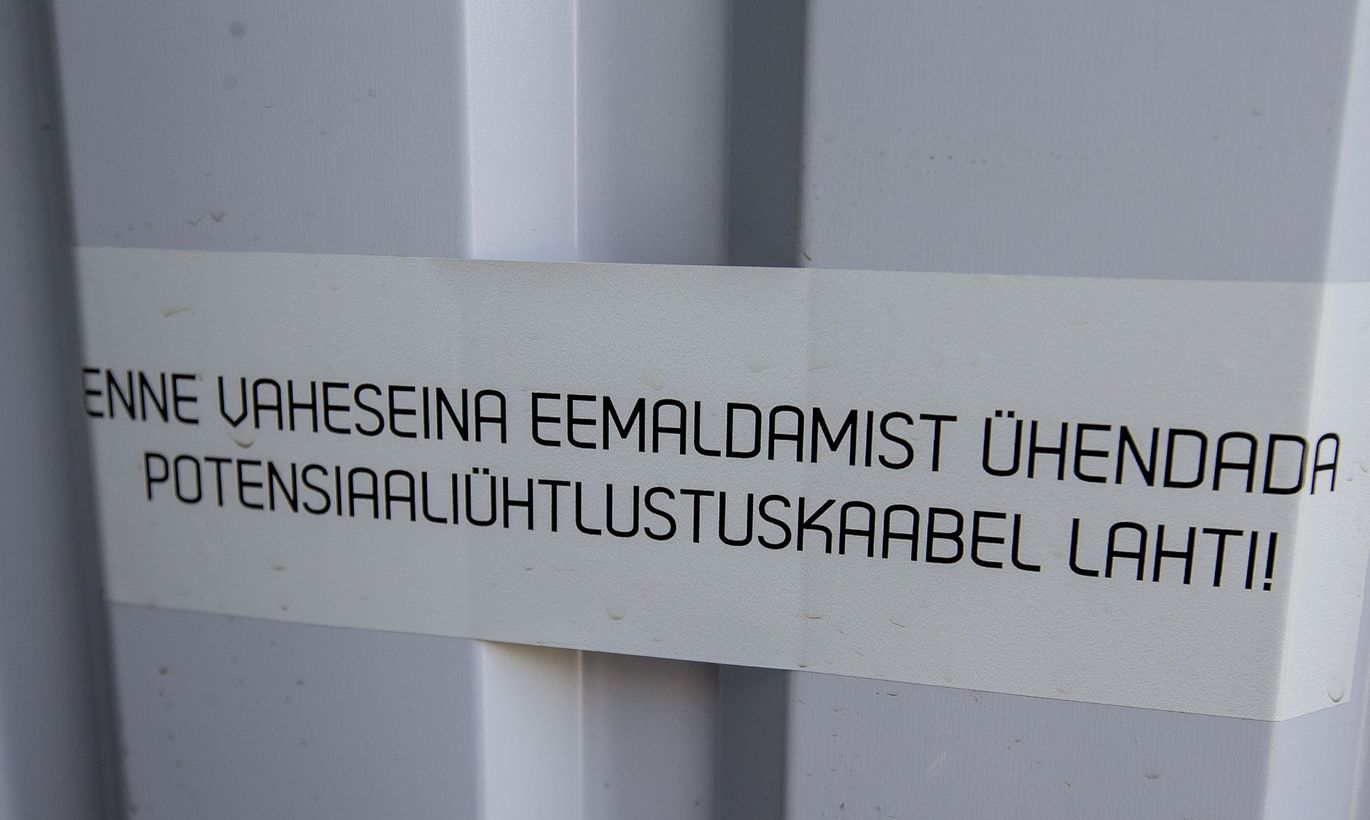 ENNE VAHESEINA EEMALDAMIST ÜHENDADA
POTENSIAALIÜHTLUSTUSKAABEL LAHTI!